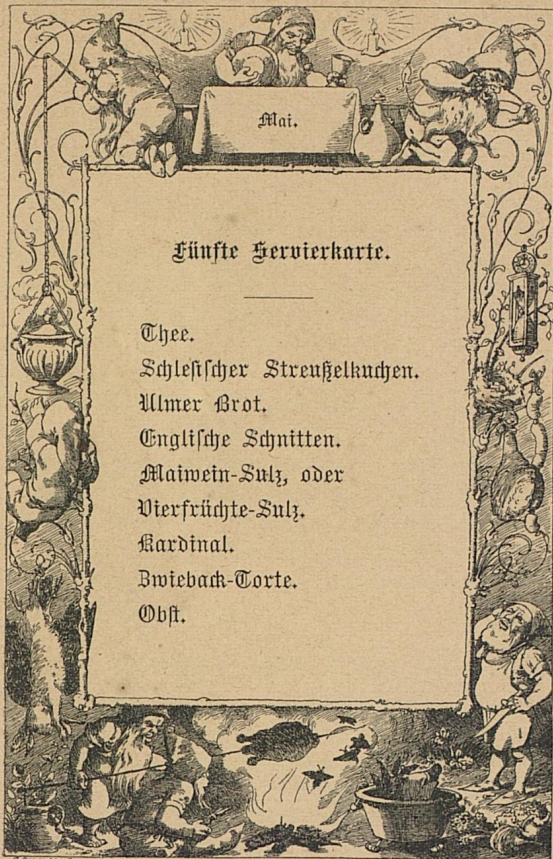 Mai.
Fünfte Servierkarte.
Thee.
Schlesischer Streußelkuchen.
Ulmer Brot.
Englische Schnitten.
Maiwein-Sulz, oder
Vierfrüchte-Sulz.
Kardinal.
Zwieback-Torte.
Obst.